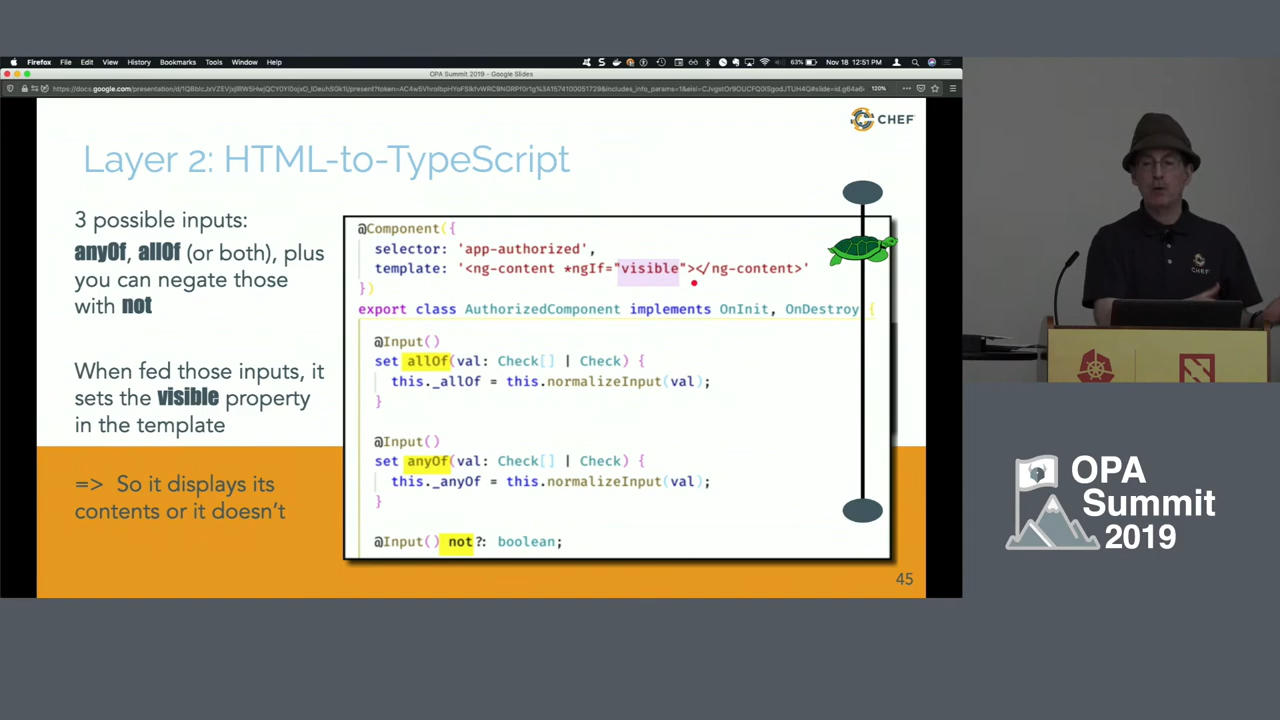 Firefox File Edit View History Bookmarks Tools Window Help
63% Nov 18 12:51 PM
OPA Summit 2019 - Google Slides
120%
CHEF
Layer 2: HTML-to-TypeScript
3 possible inputs:
anyOf, allOf (or both), plus
you can negate those
with not
When fed those inputs, it
sets the visible property
in the template
=> So it displays its
contents or it doesn't
@Component({
selector: 'app-authorized',
template: '<ng-content *ngIf="visible"></ng-content>'
})
export class AuthorizedComponent implements OnInit, OnDestroy {
@Input()
set allOf(val: Check[] | Check) {
this._allOf = this.normalizeInput(val);
}
@Input()
set anyOf(val: Check[] | Check) {
this._anyOf = this.normalizeInput(val);
}
@Input() not?: boolean;
45
CHEF
OPA
Summit
2019